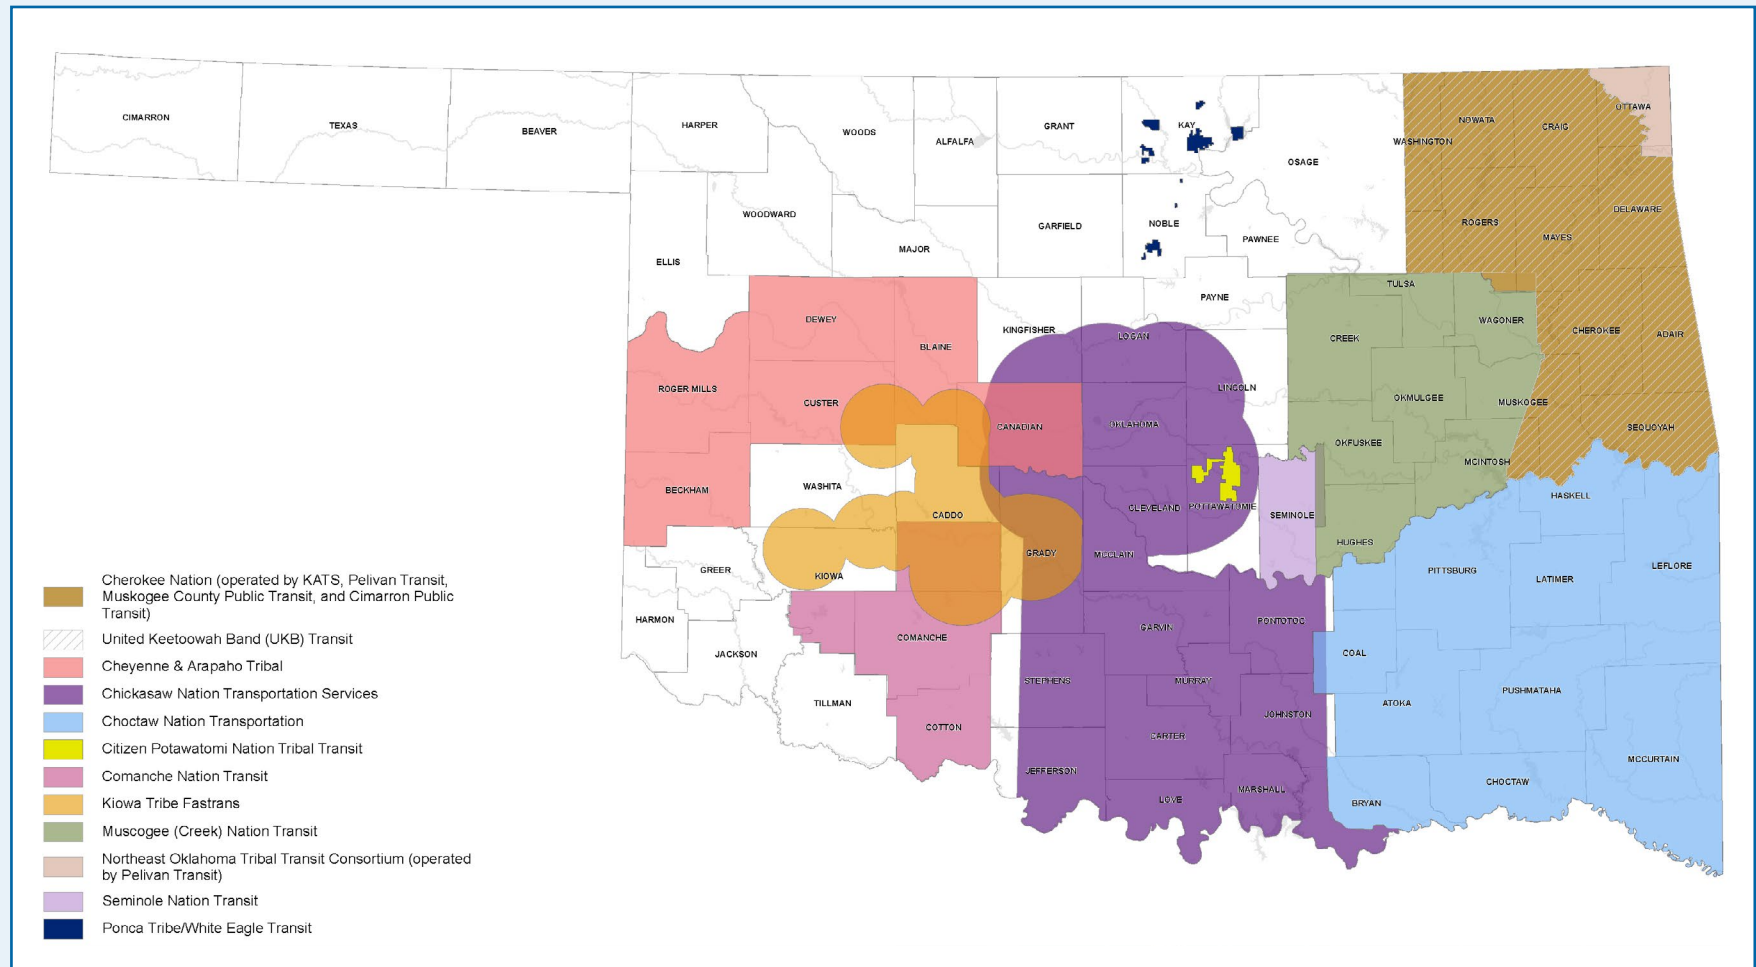 CIMARRON
TEXAS
BEAVER
HARPER
WOODS
ALFALFA
GRANT
KAY
OSAGE
WASHINGTON
NOWATA
CRAIG
OTTAWA
WOODWARD
ELLIS
MAJOR
GARFIELD
NOBLE
PAWNEE
ROGERS
MAYES
DELAWARE
DEWEY
BLAINE
KINGFISHER
LOGAN
PAYNE
TULSA
CREEK
WAGONER
CHEROKEE
ADAIR
ROGER MILLS
CUSTER
CANADIAN
OKLAHOMA
LINCOLN
OKMULGEE
MUSKOGEE
OKFUSKEE
SEQUOYAH
MCINTOSH
BECKHAM
WASHITA
CADDO
CLEVELAND
POTTAWATOMIE
SEMINOLE
HASKELL
GREER
KIOWA
GRADY
MCCLAIN
HUGHES
PITTSBURG
LATIMER
LEFLORE
HARMON
JACKSON
COMANCHE
GARVIN
PONTOTOC
COAL
TILLMAN
COTTON
STEPHENS
MURRAY
JOHNSTON
ATOKA
PUSHMATAHA
JEFFERSON
CARTER
LOVE
MARSHALL
BRYAN
CHOCTAW
MCCURTAIN
Cherokee Nation (operated by KATS, Pelivan Transit,
Muskogee County Public Transit, and Cimarron Public
Transit)
United Keetoowah Band (UKB) Transit
Cheyenne & Arapaho Tribal
Chickasaw Nation Transportation Services
Choctaw Nation Transportation
Citizen Potawatomi Nation Tribal Transit
Comanche Nation Transit
Kiowa Tribe Fastrans
Muscogee (Creek) Nation Transit
Northeast Oklahoma Tribal Transit Consortium (operated
by Pelivan Transit)
Seminole Nation Transit
Ponca Tribe/White Eagle Transit